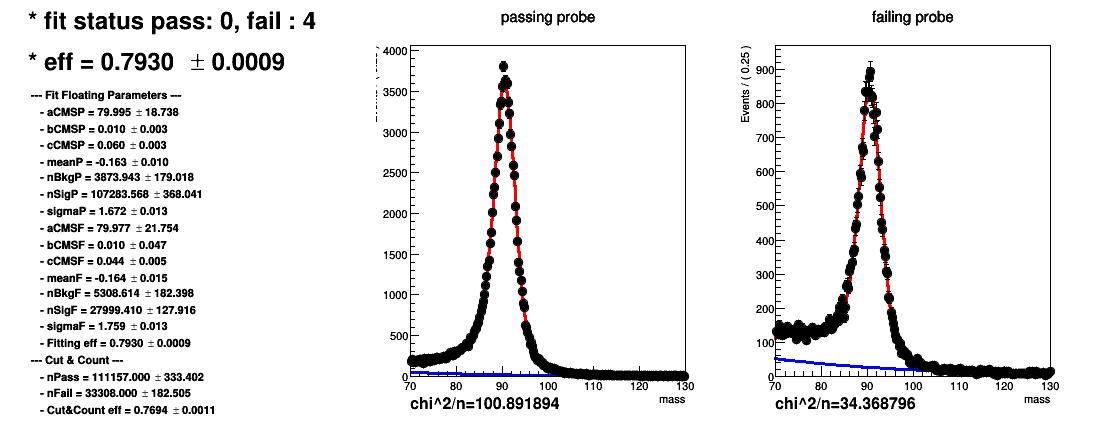 * fit status pass: 0, fail : 4
* eff = 0.7930 ± 0.0009
--- Fit Floating Parameters ---
- aCMSP = 79.995 ± 18.738
- bCMSP = 0.010 ± 0.003
- cCMSP = 0.060 ± 0.003
- meanP = -0.163 ± 0.010
- nBkgP = 3873.943 ± 179.018
- nSigP = 107283.568 ± 368.041
- sigmaP = 1.672 ± 0.013
- aCMSF = 79.977 ± 21.754
- bCMSF = 0.010 ± 0.047
- cCMSF = 0.044 ± 0.005
- meanF = -0.164 ± 0.015
- nBkgF = 5308.614 ± 182.398
- nSigF = 27999.410 ± 127.916
- sigmaF = 1.759 ± 0.013
- Fitting eff = 0.7930 ± 0.0009
--- Cut & Count ---
- nPass = 111157.000 ± 333.402
- nFail = 33308.000 ± 182.505
- Cut&Count eff = 0.7694 ± 0.0011
passing probe
4000
3500
3000
2500
2000
1500
1000
500
0
70 80 90 100 110 120 130
mass
chi^2/n=100.891894
failing probe
Events / ( 0.25 )
900
800
700
600
500
400
300
200
100
0
70 80 90 100 110 120 130
mass
chi^2/n=34.368796